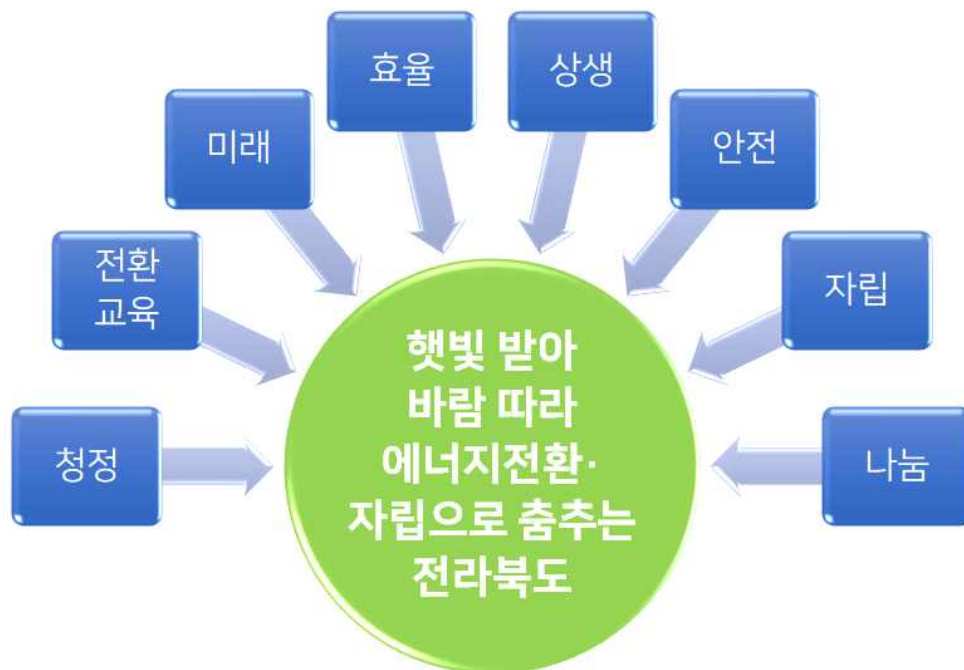 효율
상생
미래
안전
전환
교육
자립
청정
나눔
햇빛 받아
바람 따라
에너지전환·
자립으로 춤추는
전라북도